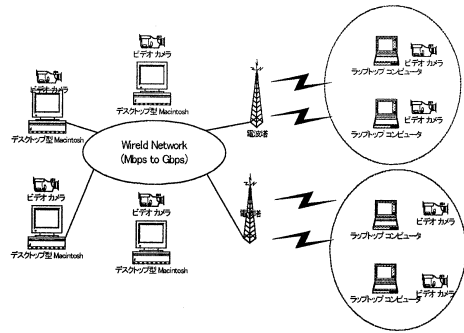 ビデオ カメラ
デスクトップ型 Macintosh
ビデオ カメラ
デスクトップ型 Macintosh
Wireld Network
(Mbps to Gbps)
ビデオ カメラ
デスクトップ型 Macintosh
ビデオ カメラ
デスクトップ型 Macintosh
電波塔
電波塔
ビデオ カメラ
ラップトップ コンピュータ
ビデオ カメラ
ラップトップ コンピュータ
ビデオ カメラ
ラップトップ コンピュータ
ビデオ カメラ
ラップトップ コンピュータ